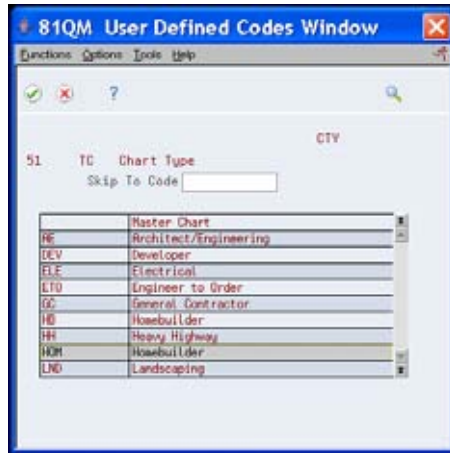 81QM User Defined Codes Window
Functions Options Tools Help
?
CTY
51 TC Chart Type
Skip To Code
Master Chart
AE Architect/Engineering
DEV Developer
ELE Electrical
ETO Engineer to Order
GC General Contractor
HB Homebuilder
HH Heavy Highway
HOM Homebuilder
LND Landscaping